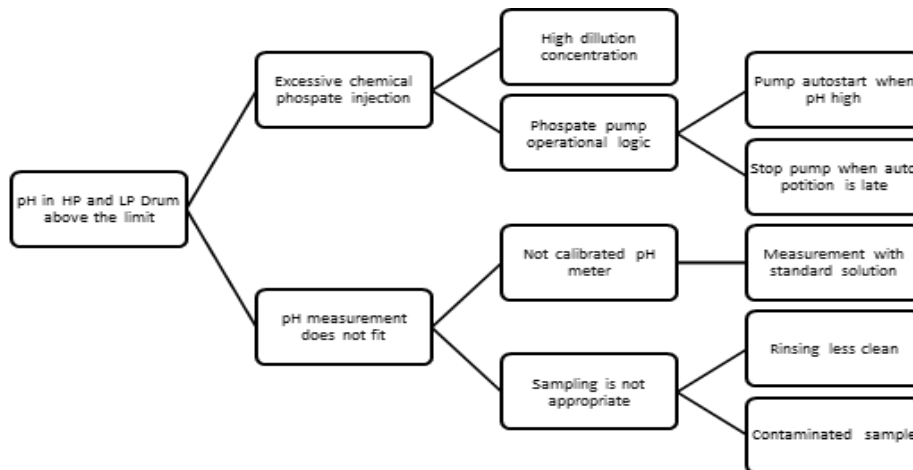 High dillution
concentration
Excessive chemical
phospate injection
Pump autostart when
pH high
Phospate pump
operational logic
Stop pump when auto
potition is late
pH in HP and LP Drum
above the limit
Not calibrated pH
meter
Measurement with
standard solution
pH measurement
does not fit
Rinsing less clean
Sampling is not
appropriate
Contaminated sample